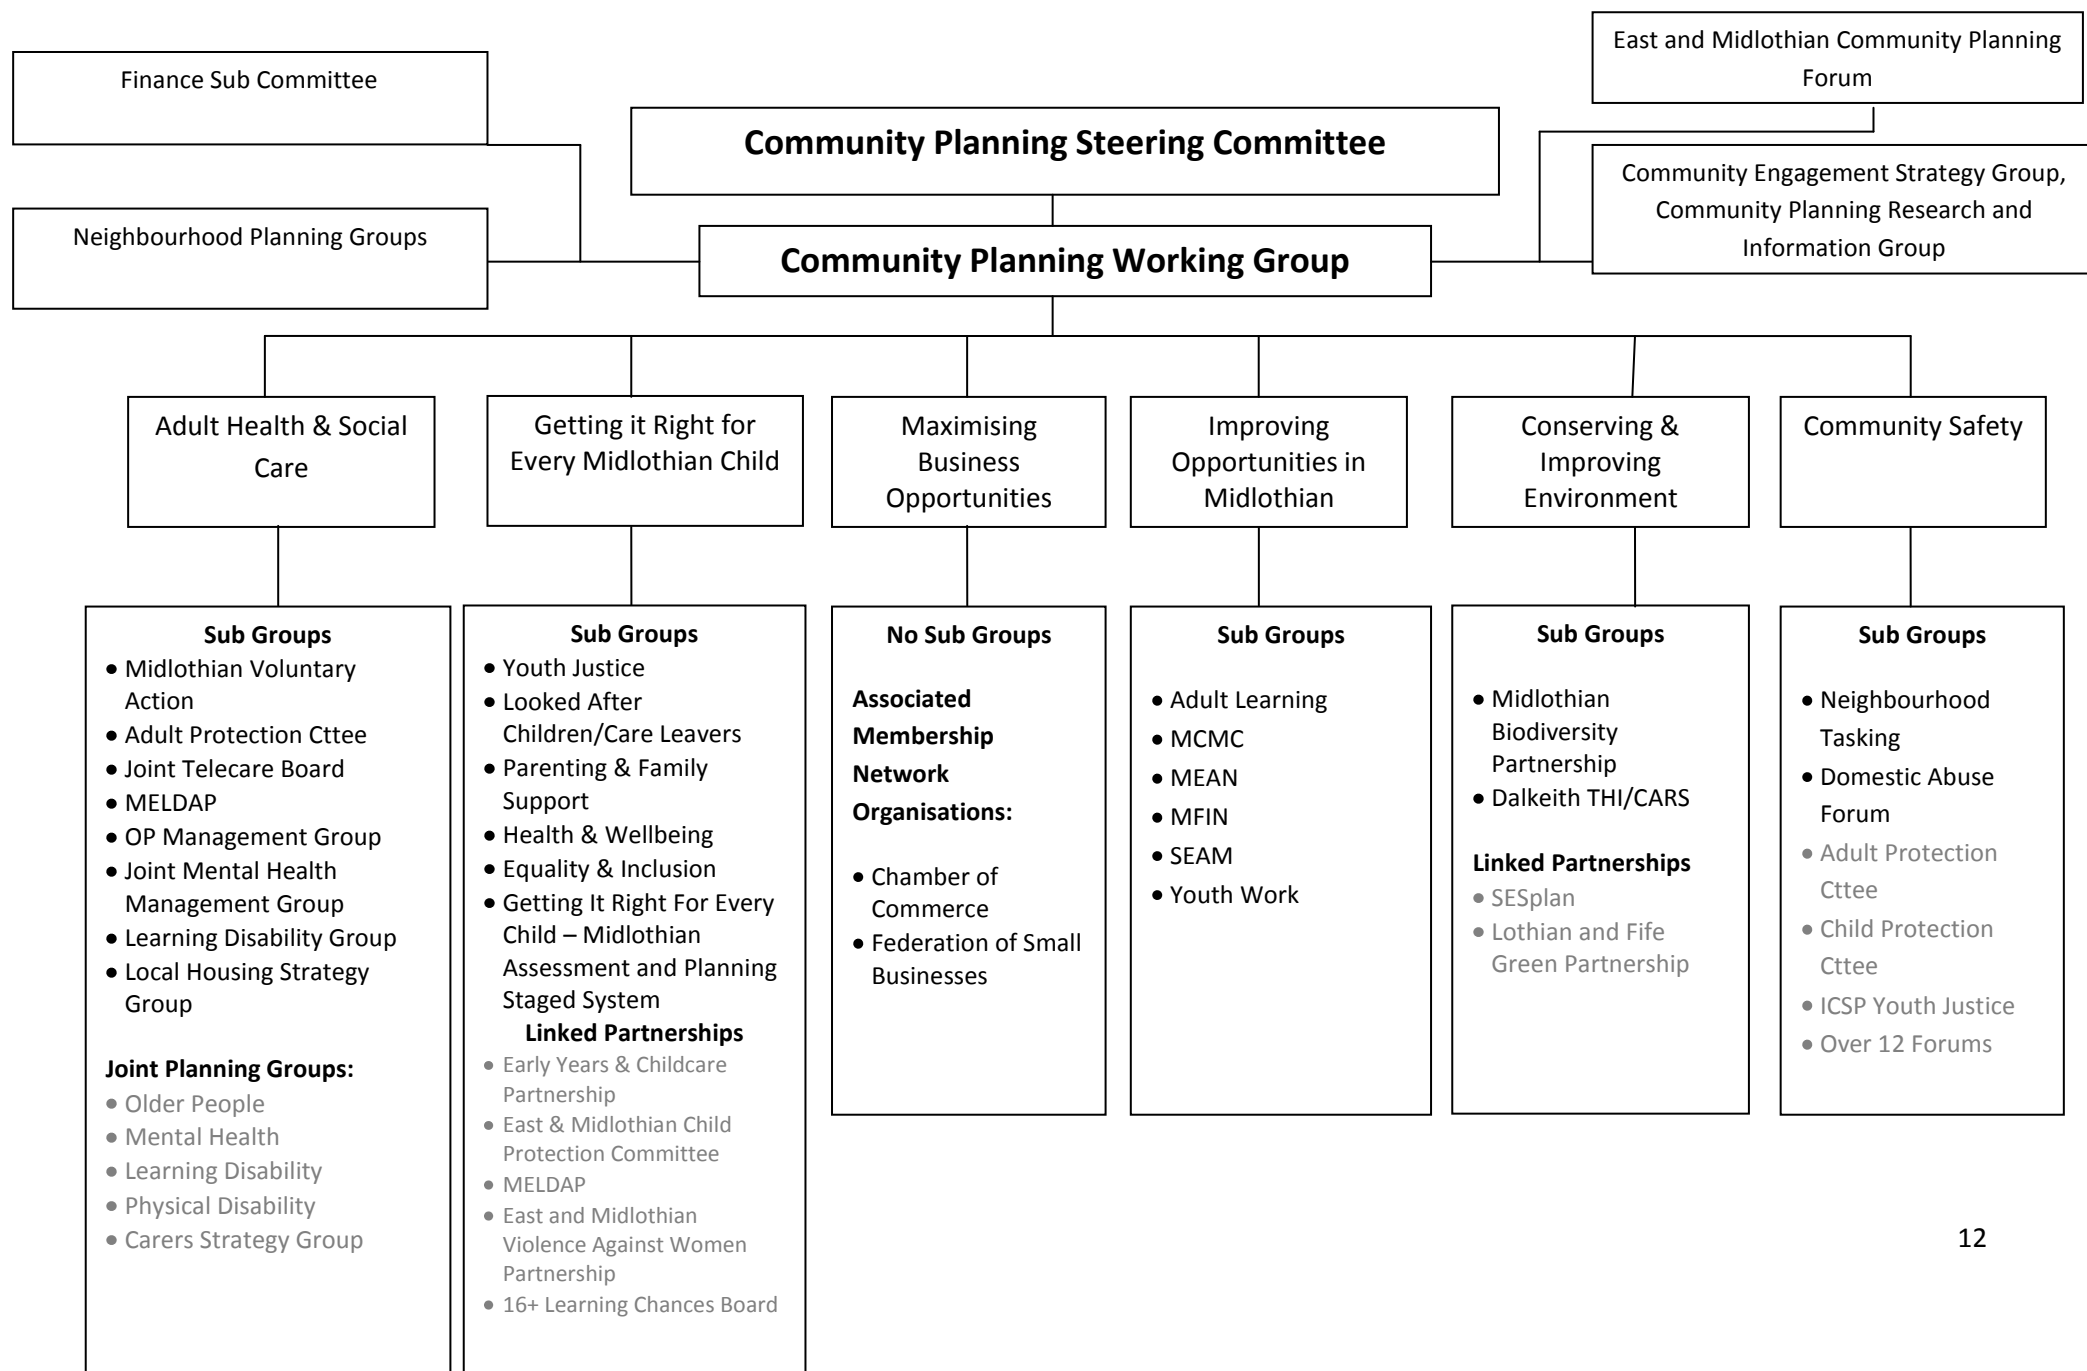 Finance Sub Committee
East and Midlothian Community Planning
Forum
Community Planning Steering Committee
Neighbourhood Planning Groups
Community Engagement Strategy Group,
Community Planning Research and
Information Group
Community Planning Working Group
Adult Health & Social
Care
Getting it Right for
Every Midlothian Child
Maximising
Business
Opportunities
Improving
Opportunities in
Midlothian
Conserving &
Improving
Environment
Community Safety
Sub Groups
• Midlothian Voluntary
Action
• Adult Protection Cttee
• Joint Telecare Board
• MELDAP
• OP Management Group
• Joint Mental Health
Management Group
• Learning Disability Group
• Local Housing Strategy
Group
Joint Planning Groups:
• Older People
• Mental Health
• Learning Disability
• Physical Disability
• Carers Strategy Group
Sub Groups
• Youth Justice
• Looked After
Children/Care Leavers
• Parenting & Family
Support
• Health & Wellbeing
• Equality & Inclusion
• Getting It Right For Every
Child – Midlothian
Assessment and Planning
Staged System
Linked Partnerships
• Early Years & Childcare
Partnership
• East & Midlothian Child
Protection Committee
• MELDAP
• East and Midlothian
Violence Against Women
Partnership
• 16+ Learning Chances Board
No Sub Groups
Associated
Membership
Network
Organisations:
• Chamber of
Commerce
• Federation of Small
Businesses
Sub Groups
• Adult Learning
• MCMC
• MEAN
• MFIN
• SEAM
• Youth Work
Sub Groups
• Midlothian
Biodiversity
Partnership
• Dalkeith THI/CARS
Linked Partnerships
• SESplan
• Lothian and Fife
Green Partnership
Sub Groups
• Neighbourhood
Tasking
• Domestic Abuse
Forum
• Adult Protection
Cttee
• Child Protection
Cttee
• ICSP Youth Justice
• Over 12 Forums
12